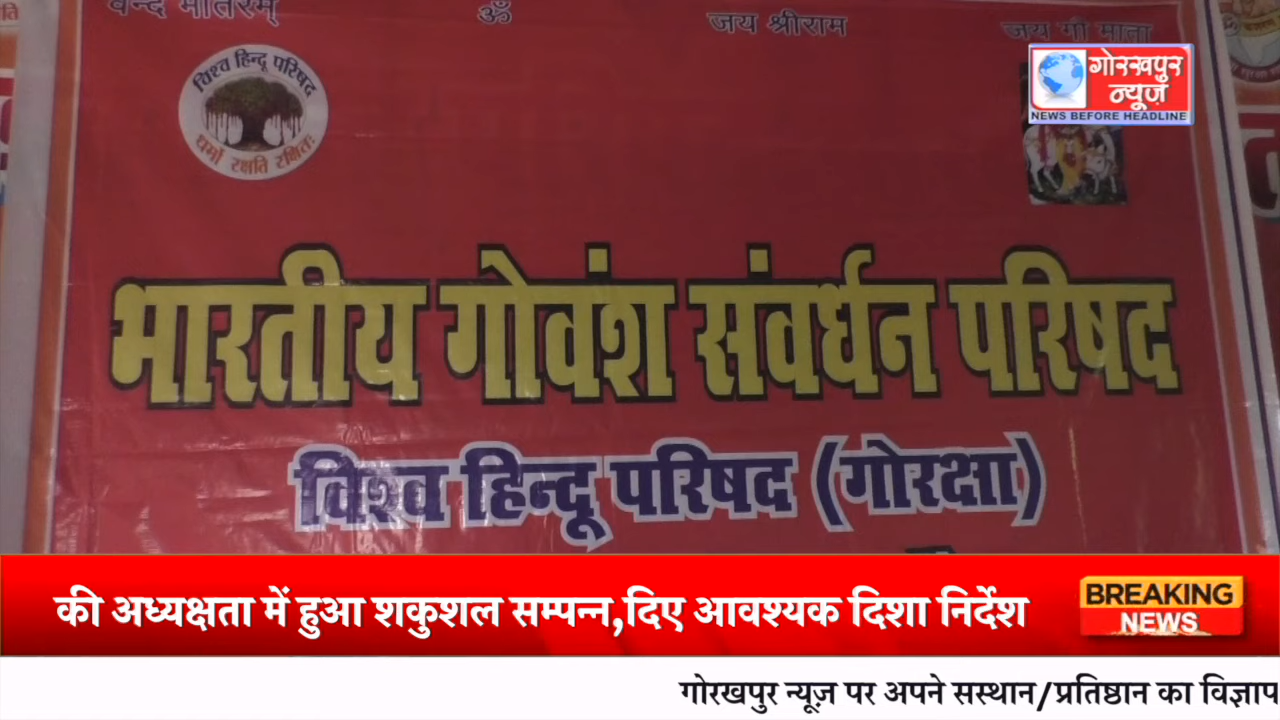 वन्दे मातरम् ॐ जय श्रीराम जय गौ माता
विश्व हिन्दू परिषद
धर्मो रक्षति रक्षितः
गोरखपुर
न्यूज़
NEWS BEFORE HEADLINE
भारतीय गोवंश संवर्धन परिषद
विश्व हिन्दू परिषद (गोरक्षा)
की अध्यक्षता में हुआ शकुशल सम्पन्न,दिए आवश्यक दिशा निर्देश
BREAKING
NEWS
गोरखपुर न्यूज़ पर अपने सस्थान/प्रतिष्ठान का विज्ञाप